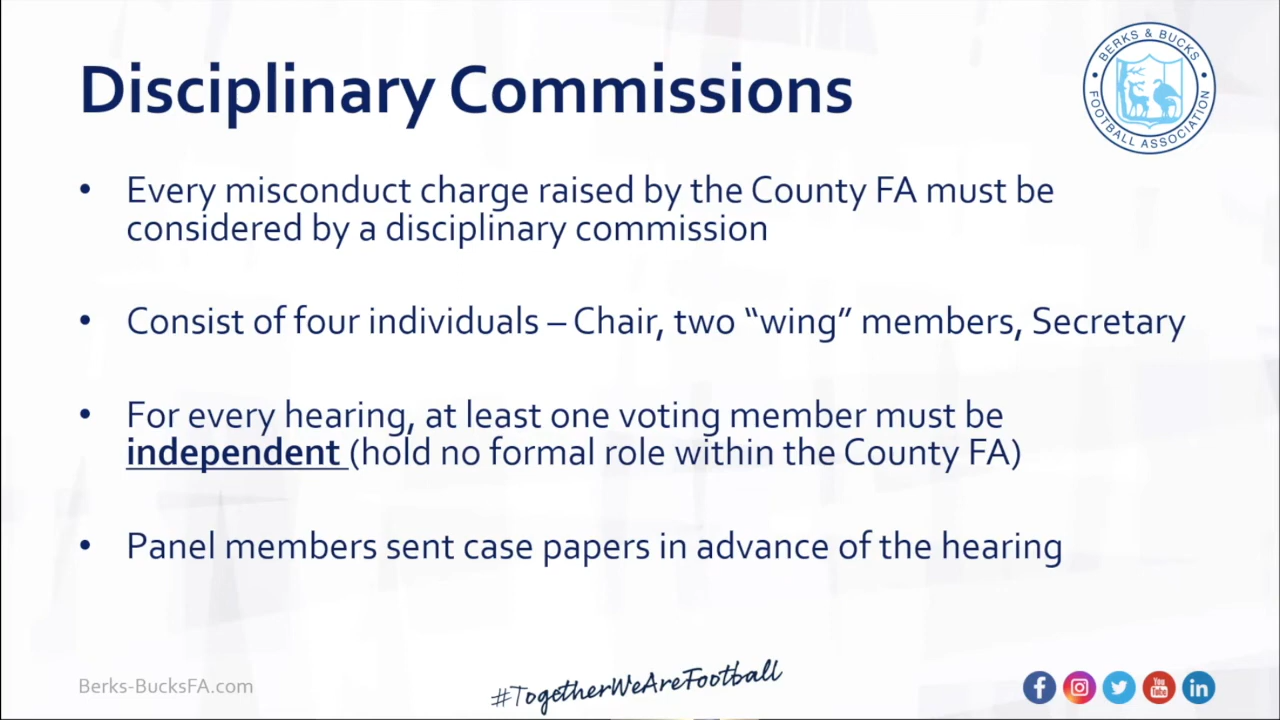 Disciplinary Commissions
BERKS & BUCKS
FOOTBALL ASSOCIATION
• Every misconduct charge raised by the County FA must be
considered by a disciplinary commission
• Consist of four individuals – Chair, two “wing” members, Secretary
• For every hearing, at least one voting member must be
independent (hold no formal role within the County FA)
• Panel members sent case papers in advance of the hearing
Berks-BucksFA.com
#TogetherWeAreFootball
You
Tube